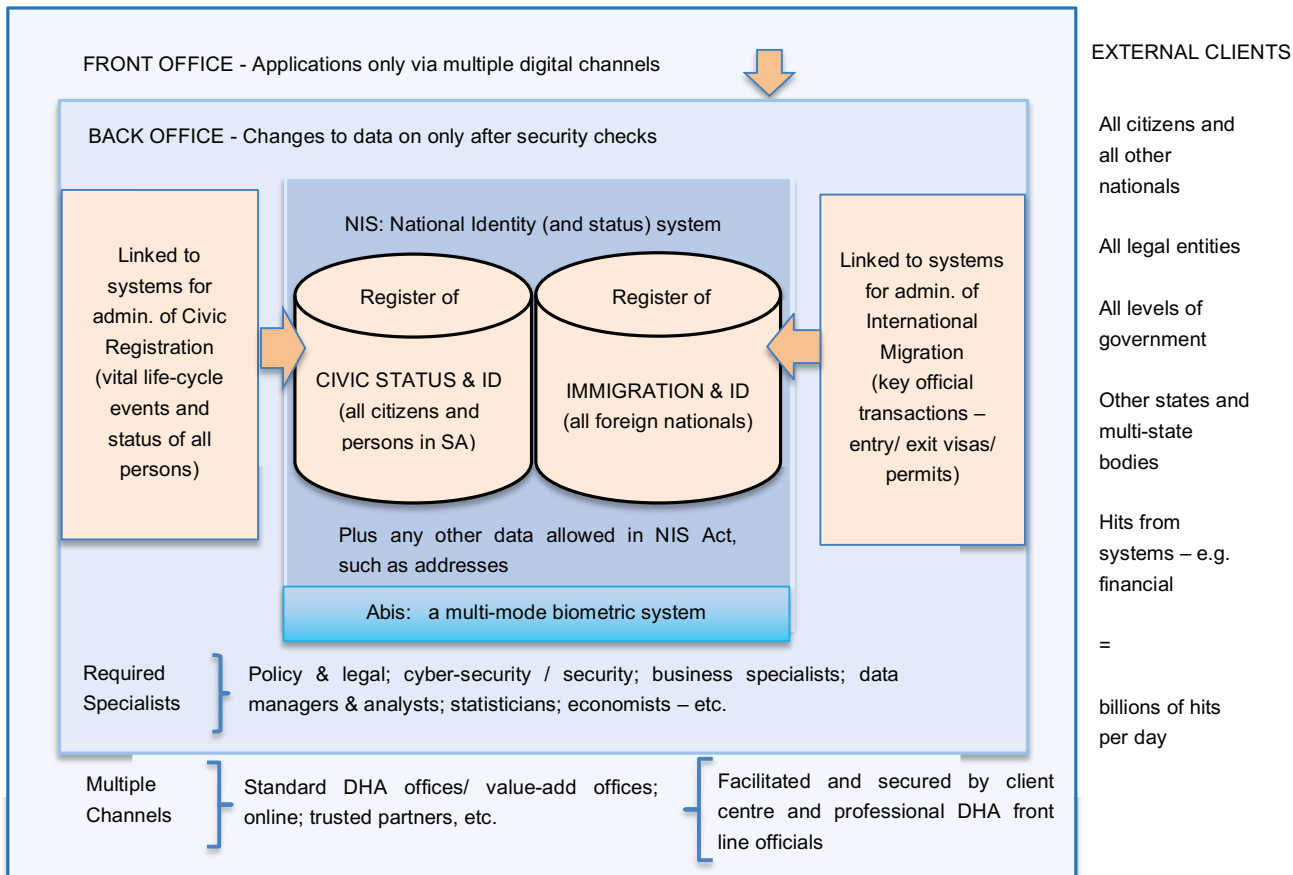 FRONT OFFICE - Applications only via multiple digital channels
BACK OFFICE - Changes to data on only after security checks
Linked to
systems for
admin. of Civic
Registration
(vital life-cycle
events and
status of all
persons)
NIS: National Identity (and status) system
Register of
CIVIC STATUS & ID
(all citizens and
persons in SA)
Register of
IMMIGRATION & ID
(all foreign nationals)
Plus any other data allowed in NIS Act,
such as addresses
Abis: a multi-mode biometric system
Linked to systems
for admin. of
International
Migration
(key official
transactions –
entry/ exit visas/
permits)
Required
Specialists
Policy & legal; cyber-security / security; business specialists; data
managers & analysts; statisticians; economists – etc.
Multiple
Channels
Standard DHA offices/ value-add offices;
online; trusted partners, etc.
Facilitated and secured by client
centre and professional DHA front
line officials
EXTERNAL CLIENTS
All citizens and
all other
nationals
All legal entities
All levels of
government
Other states and
multi-state
bodies
Hits from
systems – e.g.
financial
=
billions of hits
per day